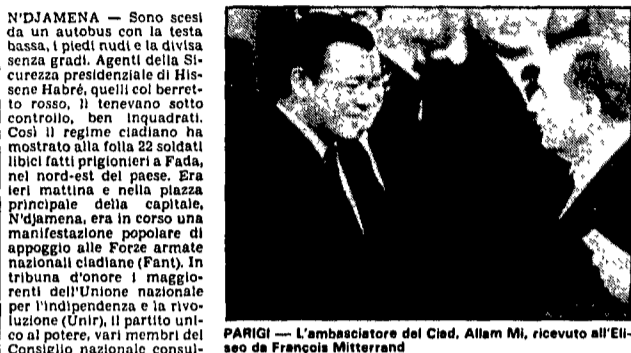 N'DJAMENA — Sono scesi
da un autobus con la testa
bassa, i piedi nudi e la divisa
senza gradi. Agenti della Si-
curezza presidenziale di His-
sene Habré, quelli col berret-
to rosso, li tenevano sotto
controllo, ben inquadrati.
Così il regime ciadiano ha
mostrato alla folla 22 soldati
libici fatti prigionieri a Fada,
nel nord-est del paese. Era
ieri mattina e nella piazza
principale della capitale,
N'djamena, era in corso una
manifestazione popolare di
appoggio alle Forze armate
nazionali ciadiane (Fant). In
tribuna d'onore i maggio-
renti dell'Unione nazionale
per l'indipendenza e la rivo-
luzione (Unir), il partito uni-
co al potere, vari membri del
Consiglio nazionale consul-
PARIGI — L'ambasciatore del Ciad, Allam Mi, ricevuto all'Eli-
seo da François Mitterrand